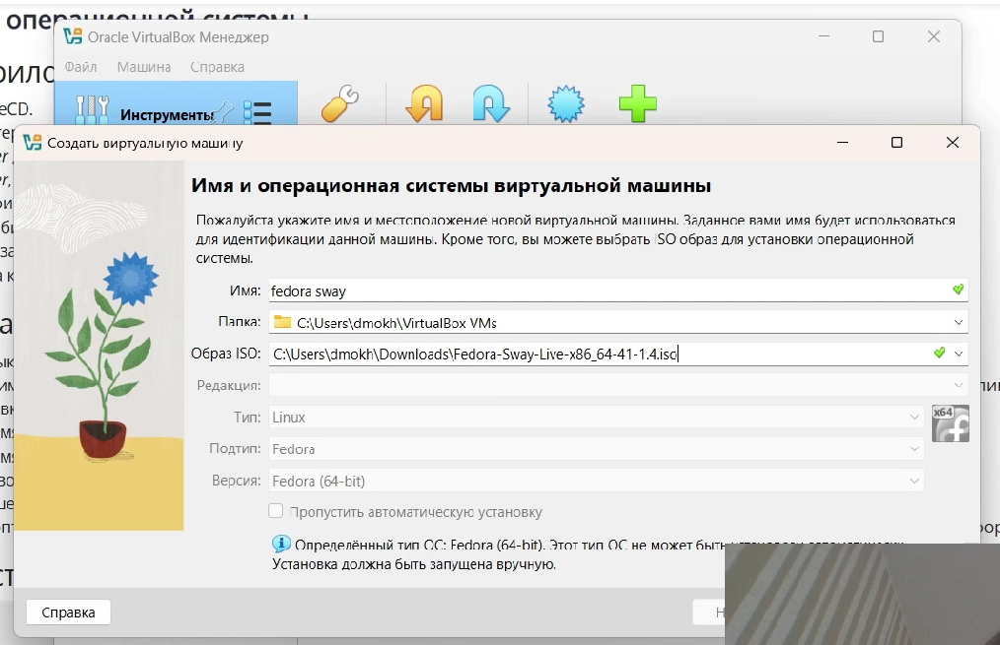 операционной системы
Oracle VirtualBox Менеджер
Файл Машина Справка
Инструменты
Создать виртуальную машину
Имя и операционная системы виртуальной машины
Пожалуйста укажите имя и местоположение новой виртуальной машины. Заданное вами имя будет использоваться
для идентификации данной машины. Кроме того, вы можете выбрать ISO образ для установки операционной
системы.
Имя: fedora sway
Папка: C:\Users\dmokh\VirtualBox VMs
Образ ISO: C:\Users\dmokh\Downloads\Fedora-Sway-Live-x86_64-41-1.4.iso
Редакция:
Тип: Linux
x64
Подтип: Fedora
Версия: Fedora (64-bit)
Пропустить автоматическую установку
Определённый тип ОС: Fedora (64-bit). Этот тип ОС не может быть
Установка должна быть запущена вручную.
Справка